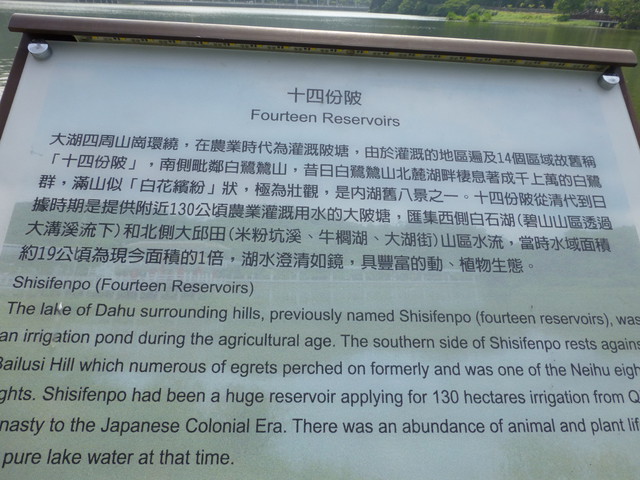 十四份陂
Fourteen Reservoirs
大湖四周山崗環繞，在農業時代為灌溉陂塘，由於灌溉的地區遍及14個區域故舊稱
「十四份陂」，南側毗鄰白鷺鷥山，昔日白鷺鷥山北麓湖畔棲息著成千上萬的白鷺
群，滿山似「白花繽紛」狀，極為壯觀，是內湖舊八景之一。十四份陂從清代到日
據時期是提供附近130公頃農業灌溉用水的大陂塘，匯集西側白石湖(碧山山區透過
大溝溪流下)和北側大邱田(米粉坑溪、牛稠湖、大湖街)山區水流，當時水域面積
約19公頃為現今面積的1倍，湖水澄清如鏡，具豐富的動、植物生態。
Shisifenpo (Fourteen Reservoirs)
The lake of Dahu surrounding hills, previously named Shisifenpo (fourteen reservoirs), was
an irrigation pond during the agricultural age. The southern side of Shisifenpo rests agains
Bailusi Hill which numerous of egrets perched on formerly and was one of the Neihu eigh
ghts. Shisifenpo had been a huge reservoir applying for 130 hectares irrigation from Q
nasty to the Japanese Colonial Era. There was an abundance of animal and plant lif
pure lake water at that time.